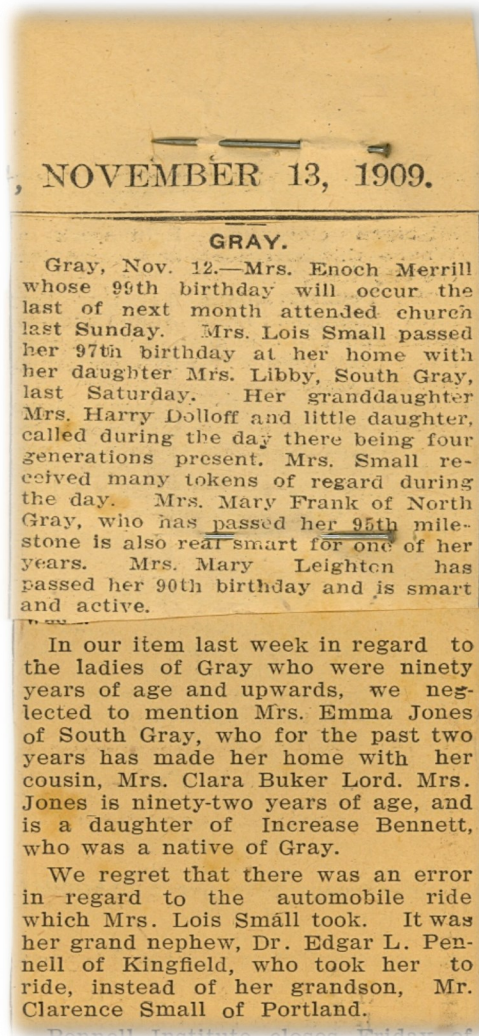 , NOVEMBER 13, 1909.
GRAY.
Gray, Nov. 12.—Mrs. Enoch Merrill
whose 99th birthday will occur the
last of next month attended church
last Sunday. Mrs. Lois Small passed
her 97th birthday at her home with
her daughter Mrs. Libby, South Gray,
last Saturday. Her granddaughter
Mrs. Harry Dolloff and little daughter,
called during the day there being four
generations present. Mrs. Small re-
ceived many tokens of regard during
the day. Mrs. Mary Frank of North
Gray, who has passed her 95th mile-
stone is also real smart for one of her
years. Mrs. Mary Leighton has
passed her 90th birthday and is smart
and active.
In our item last week in regard to
the ladies of Gray who were ninety
years of age and upwards, we neg-
lected to mention Mrs. Emma Jones
of South Gray, who for the past two
years has made her home with her
cousin, Mrs. Clara Buker Lord. Mrs.
Jones is ninety-two years of age, and
is a daughter of Increase Bennett,
who was a native of Gray.
We regret that there was an error
in regard to the automobile ride
which Mrs. Lois Small took. It was
her grand nephew, Dr. Edgar L. Pen-
nell of Kingfield, who took her to
ride, instead of her grandson, Mr.
Clarence Small of Portland.